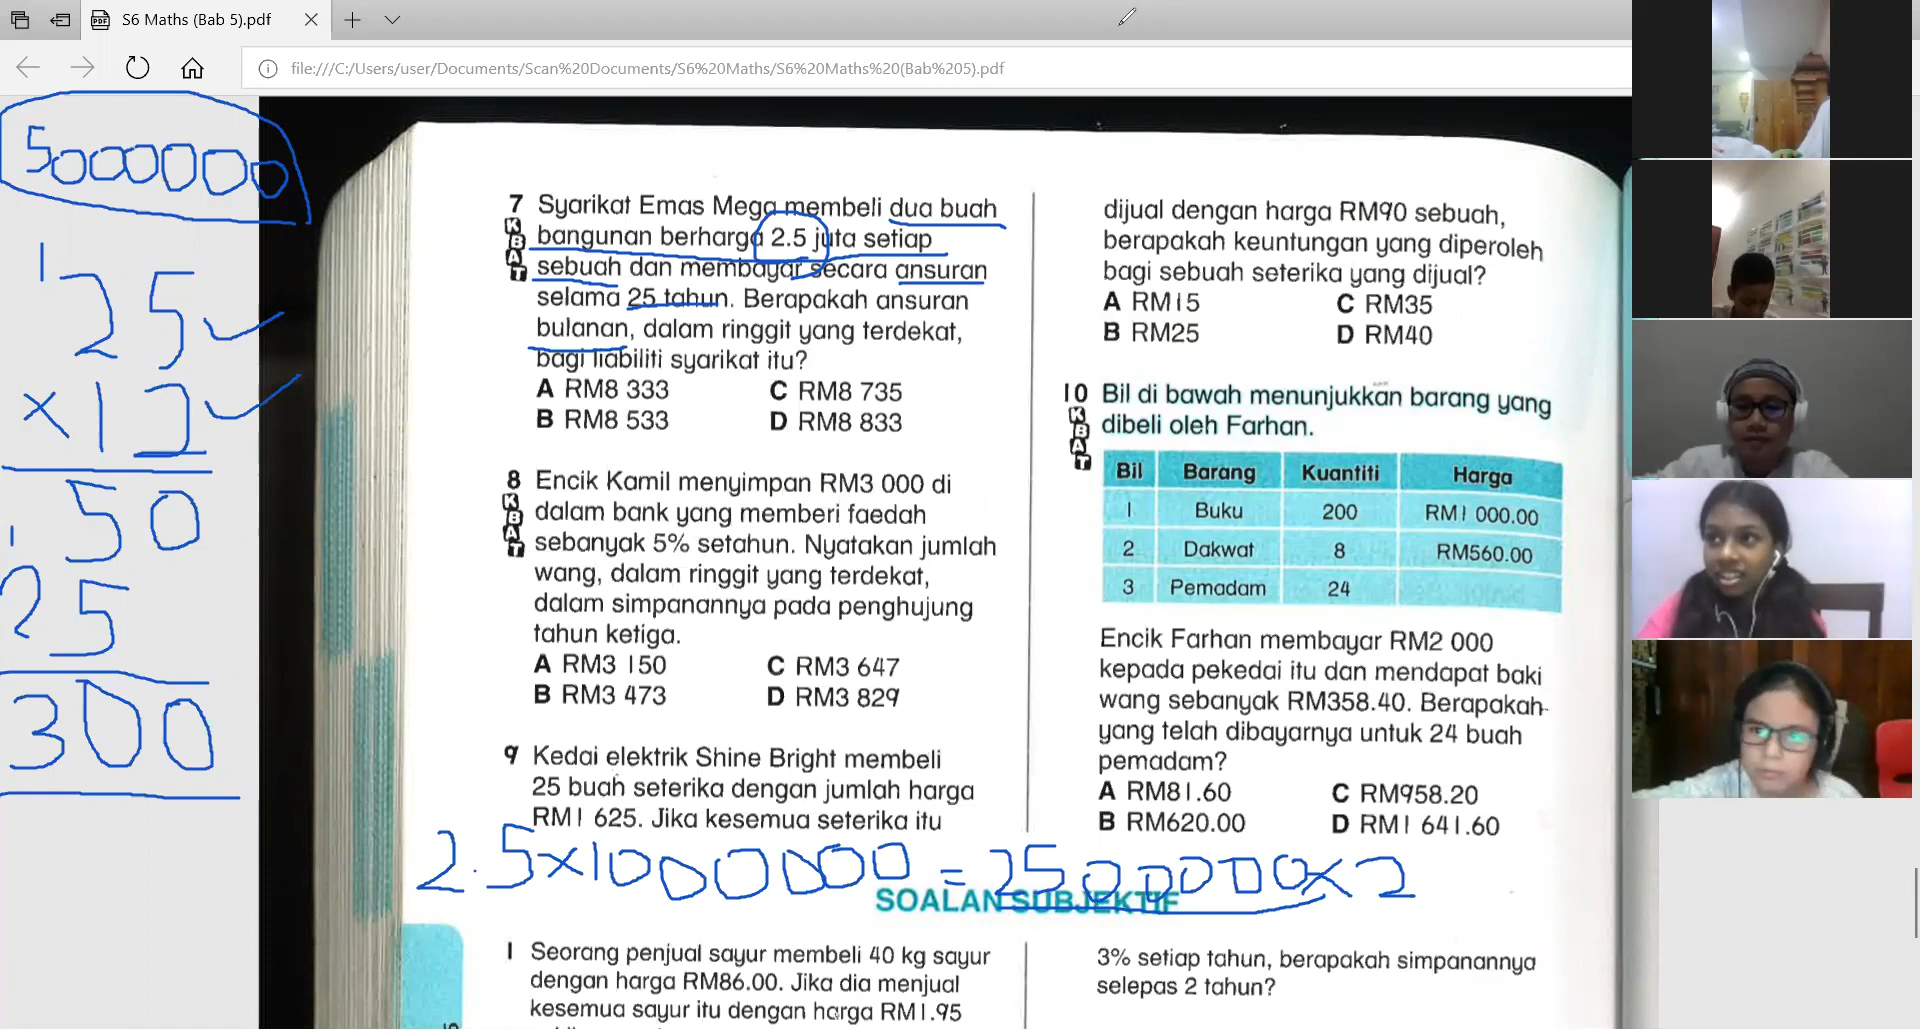 S6 Maths (Bab 5).pdf
file:///C:/Users/user/Documents/Scan%20Documents/S6%20Maths/S6%20Maths%20(Bab%205).pdf
5000000
1
25
×12
50
1
25
300
7 Syarikat Emas Mega membeli dua buah
KBAT
bangunan berharga 2.5 juta setiap
sebuah dan membayar secara ansuran
selama 25 tahun. Berapakah ansuran
bulanan, dalam ringgit yang terdekat,
bagi liabiliti syarikat itu?
A RM8 333 C RM8 735
B RM8 533 D RM8 833
8 Encik Kamil menyimpan RM3 000 di
KBAT
dalam bank yang memberi faedah
sebanyak 5% setahun. Nyatakan jumlah
wang, dalam ringgit yang terdekat,
dalam simpanannya pada penghujung
tahun ketiga.
A RM3 150 C RM3 647
B RM3 473 D RM3 829
9 Kedai elektrik Shine Bright membeli
25 buah seterika dengan jumlah harga
RM1 625. Jika kesemua seterika itu
dijual dengan harga RM90 sebuah,
berapakah keuntungan yang diperoleh
bagi sebuah seterika yang dijual?
A RM15 C RM35
B RM25 D RM40
10 Bil di bawah menunjukkan barang yang
KBAT
dibeli oleh Farhan.
Bil Barang Kuantiti Harga
1 Buku 200 RM1 000.00
2 Dakwat 8 RM560.00
3 Pemadam 24
Encik Farhan membayar RM2 000
kepada pekedai itu dan mendapat baki
wang sebanyak RM358.40. Berapakah
yang telah dibayarnya untuk 24 buah
pemadam?
A RM81.60 C RM958.20
B RM620.00 D RM1 641.60
2.5×1000000 = 2500000×2
SOALAN SUBJEKTIF
1 Seorang penjual sayur membeli 40 kg sayur
dengan harga RM86.00. Jika dia menjual
kesemua sayur itu dengan harga RM1.95
3% setiap tahun, berapakah simpanannya
selepas 2 tahun?